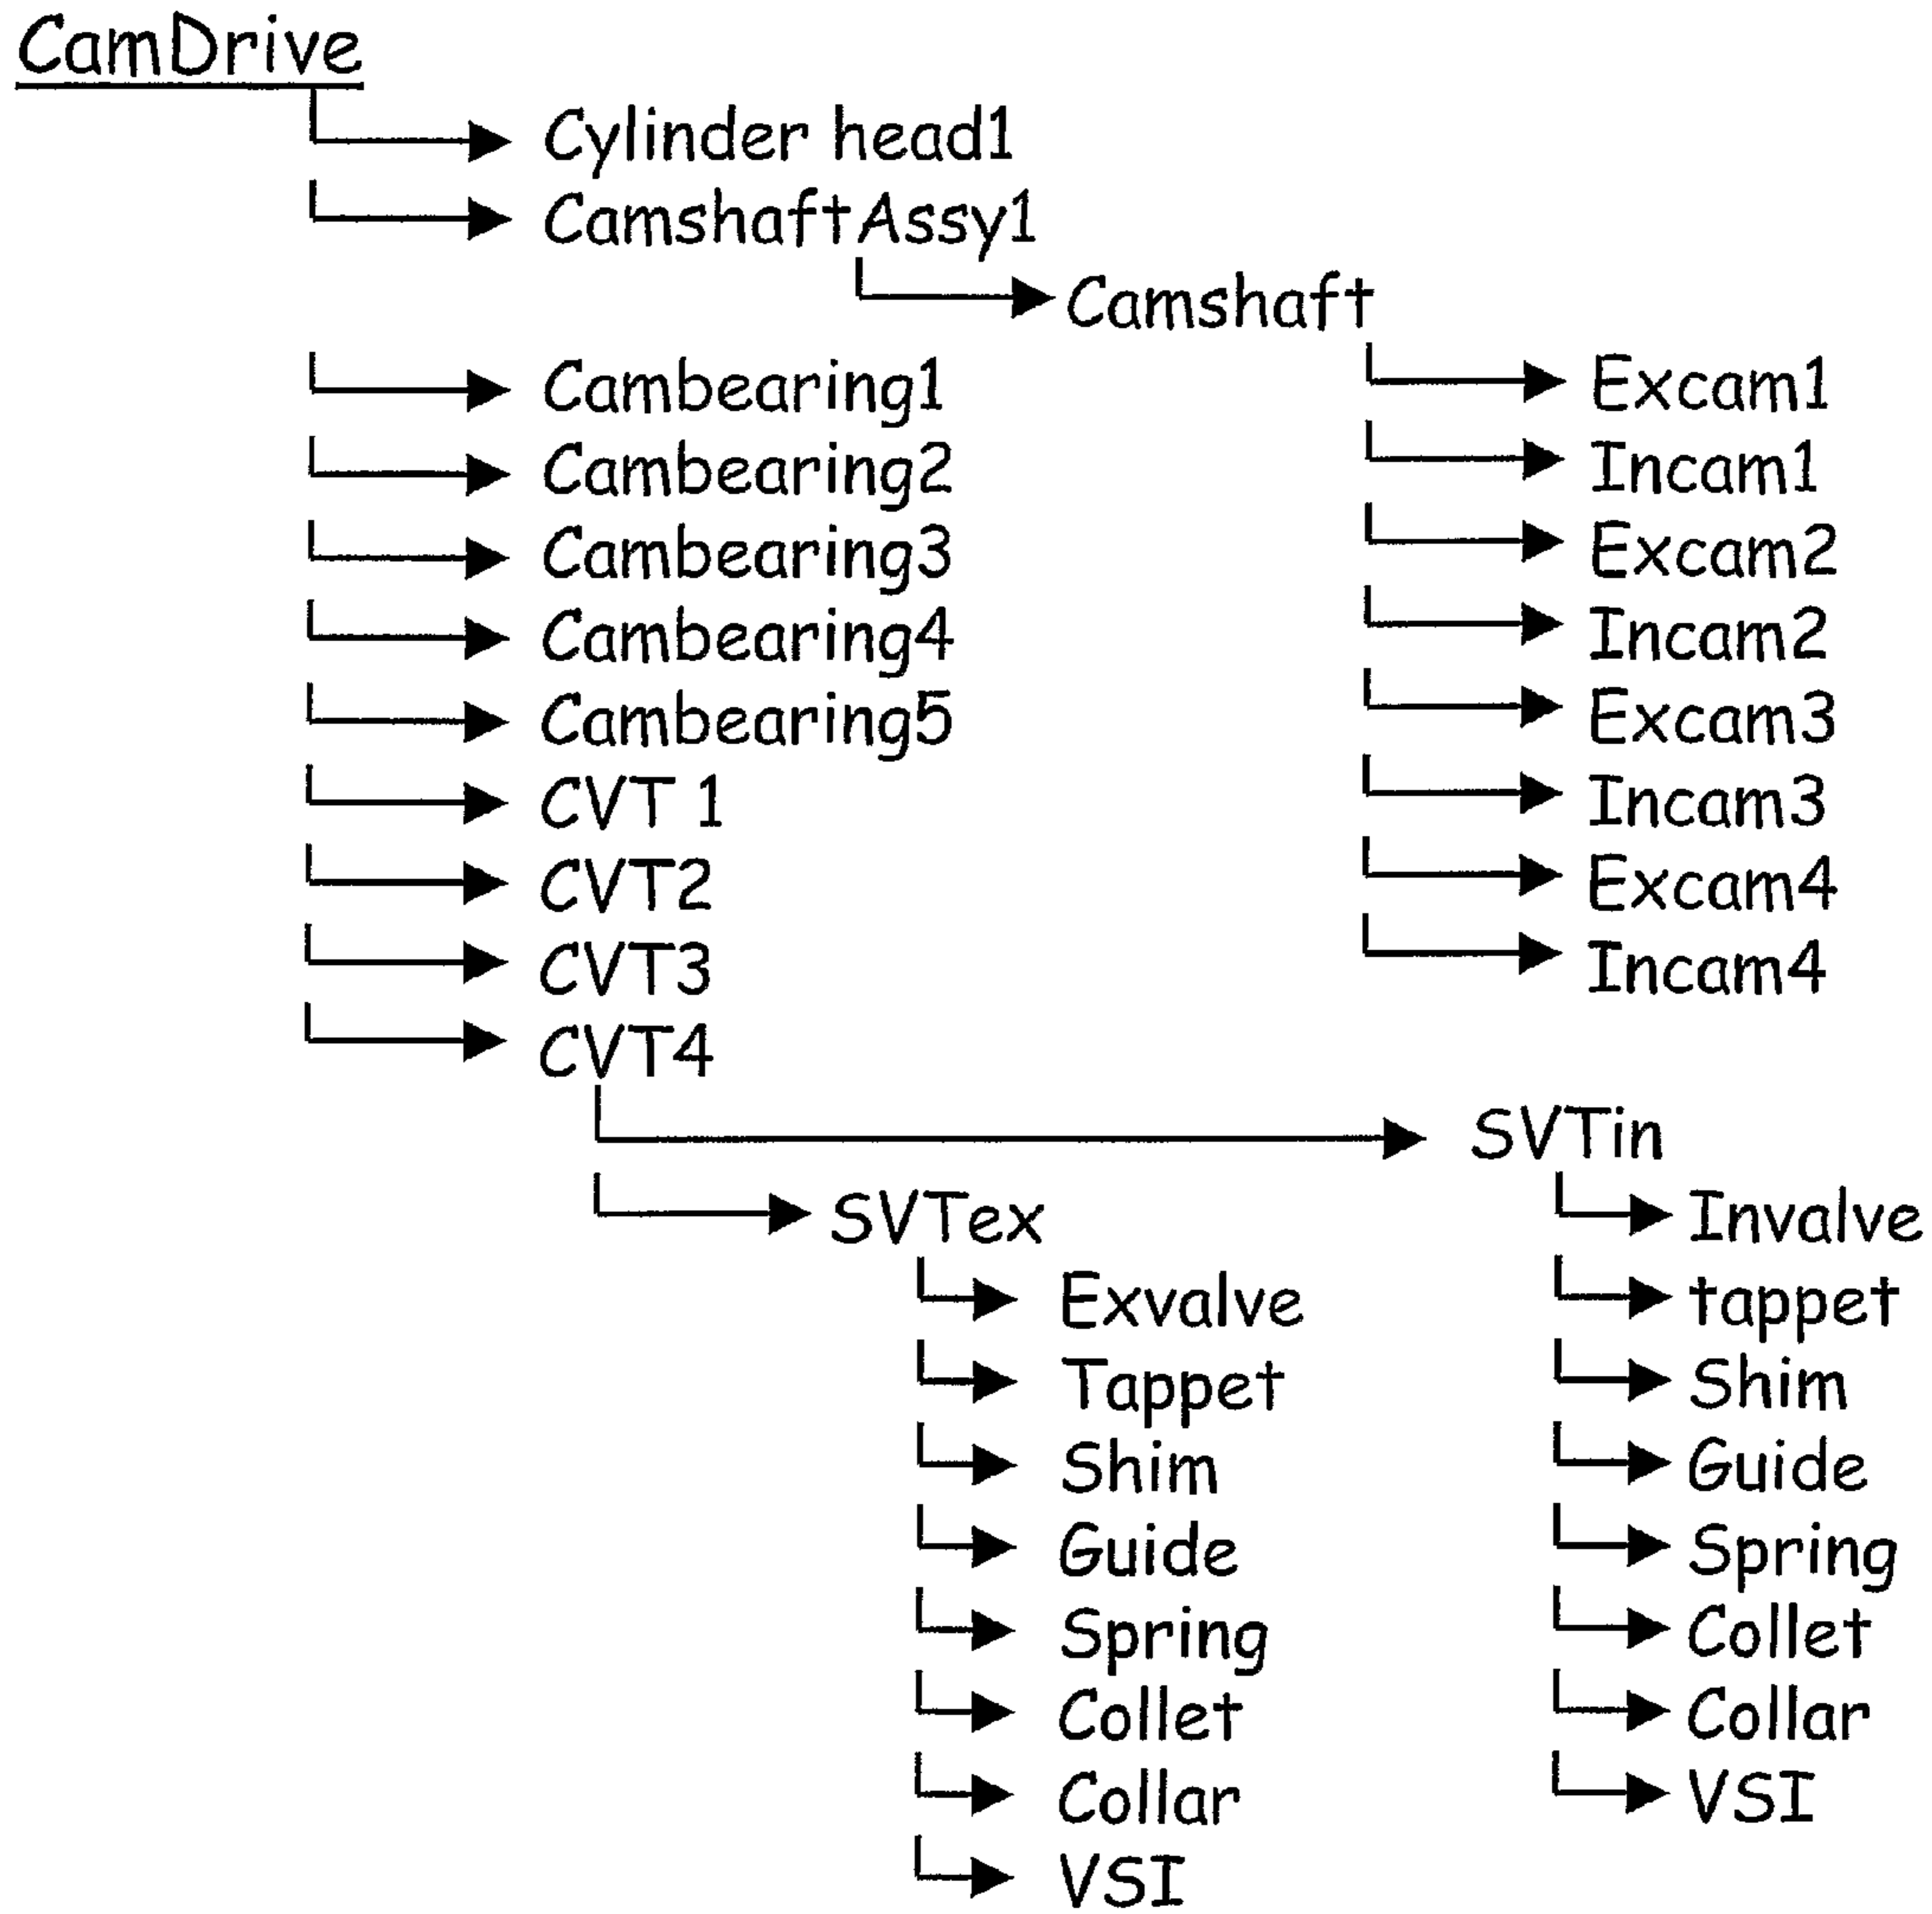 CamDrive
Cylinder head1
CamshaftAssy1
Camshaft
Cambearing1
Excam1
Cambearing2
Incam1
Cambearing3
Excam2
Cambearing4
Incam2
Cambearing5
Excam3
CVT 1
Incam3
CVT2
Excam4
CVT3
Incam4
CVT4
SVTin
SVTex
Invalve
Exvalve
tappet
Tappet
Shim
Shim
Guide
Guide
Spring
Spring
Collet
Collet
Collar
Collar
VSI
VSI